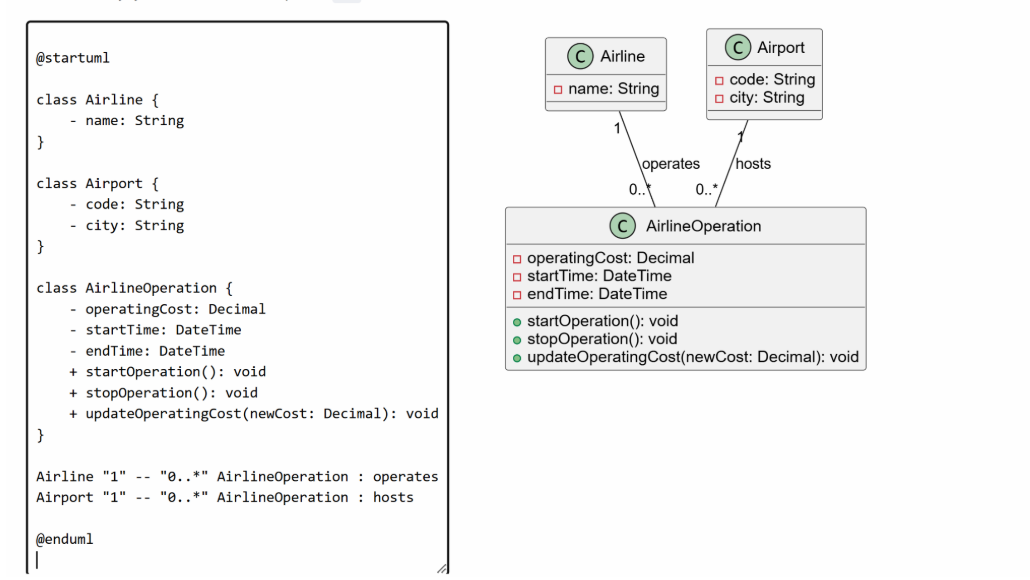 @startuml
class Airline {
- name: String
}
class Airport {
- code: String
- city: String
}
class AirlineOperation {
- operatingCost: Decimal
- startTime: DateTime
- endTime: DateTime
+ startOperation(): void
+ stopOperation(): void
+ updateOperatingCost(newCost: Decimal): void
}
Airline "1" -- "0..*" AirlineOperation : operates
Airport "1" -- "0..*" AirlineOperation : hosts
@enduml
C Airline
name: String
C Airport
code: String
city: String
1
1
operates
hosts
0..*
0..*
C AirlineOperation
operatingCost: Decimal
startTime: DateTime
endTime: DateTime
startOperation(): void
stopOperation(): void
updateOperatingCost(newCost: Decimal): void